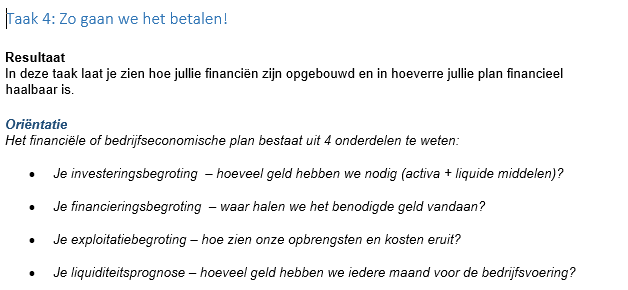 Taak 4: Zo gaan we het betalen!
Resultaat
In deze taak laat je zien hoe jullie financiën zijn opgebouwd en in hoeverre jullie plan financieel
haalbaar is.
Oriëntatie
Het financiële of bedrijfseconomische plan bestaat uit 4 onderdelen te weten:
• Je investeringsbegroting – hoeveel geld hebben we nodig (activa + liquide middelen)?
• Je financieringsbegroting – waar halen we het benodigde geld vandaan?
• Je exploitatiebegroting – hoe zien onze opbrengsten en kosten eruit?
• Je liquiditeitsprognose – hoeveel geld hebben we iedere maand voor de bedrijfsvoering?